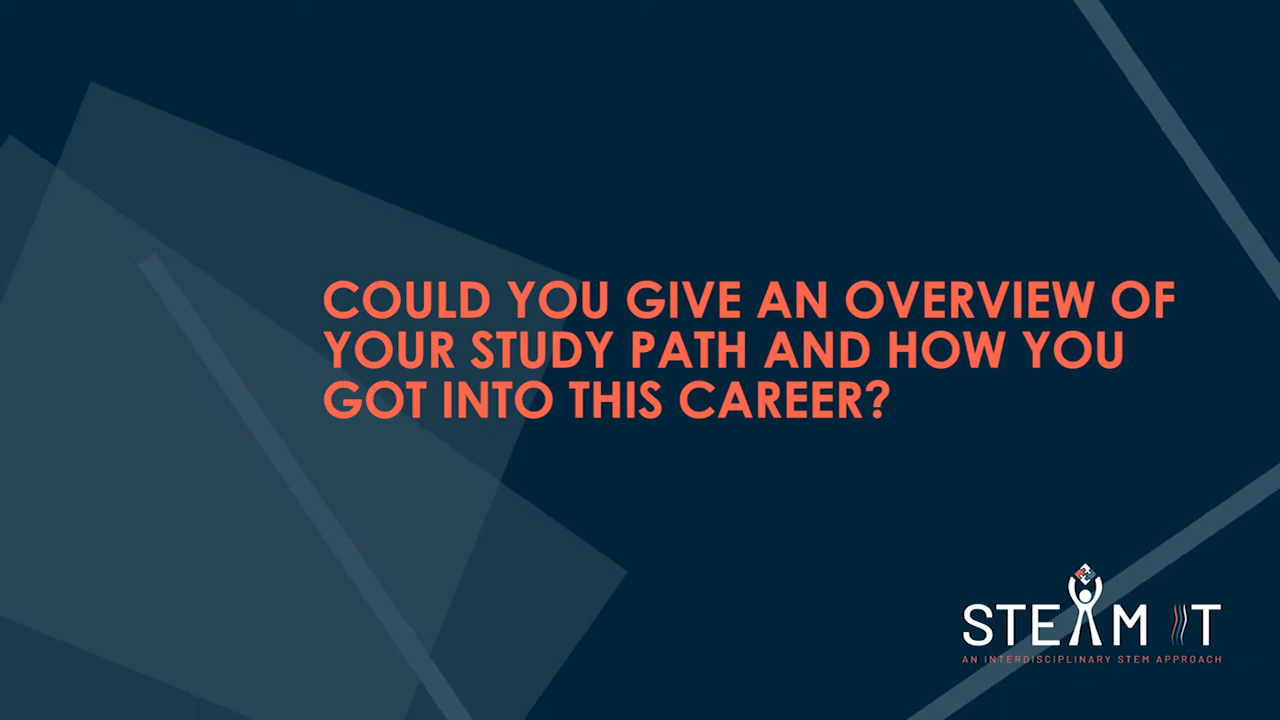 COULD YOU GIVE AN OVERVIEW OF
YOUR STUDY PATH AND HOW YOU
GOT INTO THIS CAREER?
STEAM IT
AN INTERDISCIPLINARY STEM APPROACH